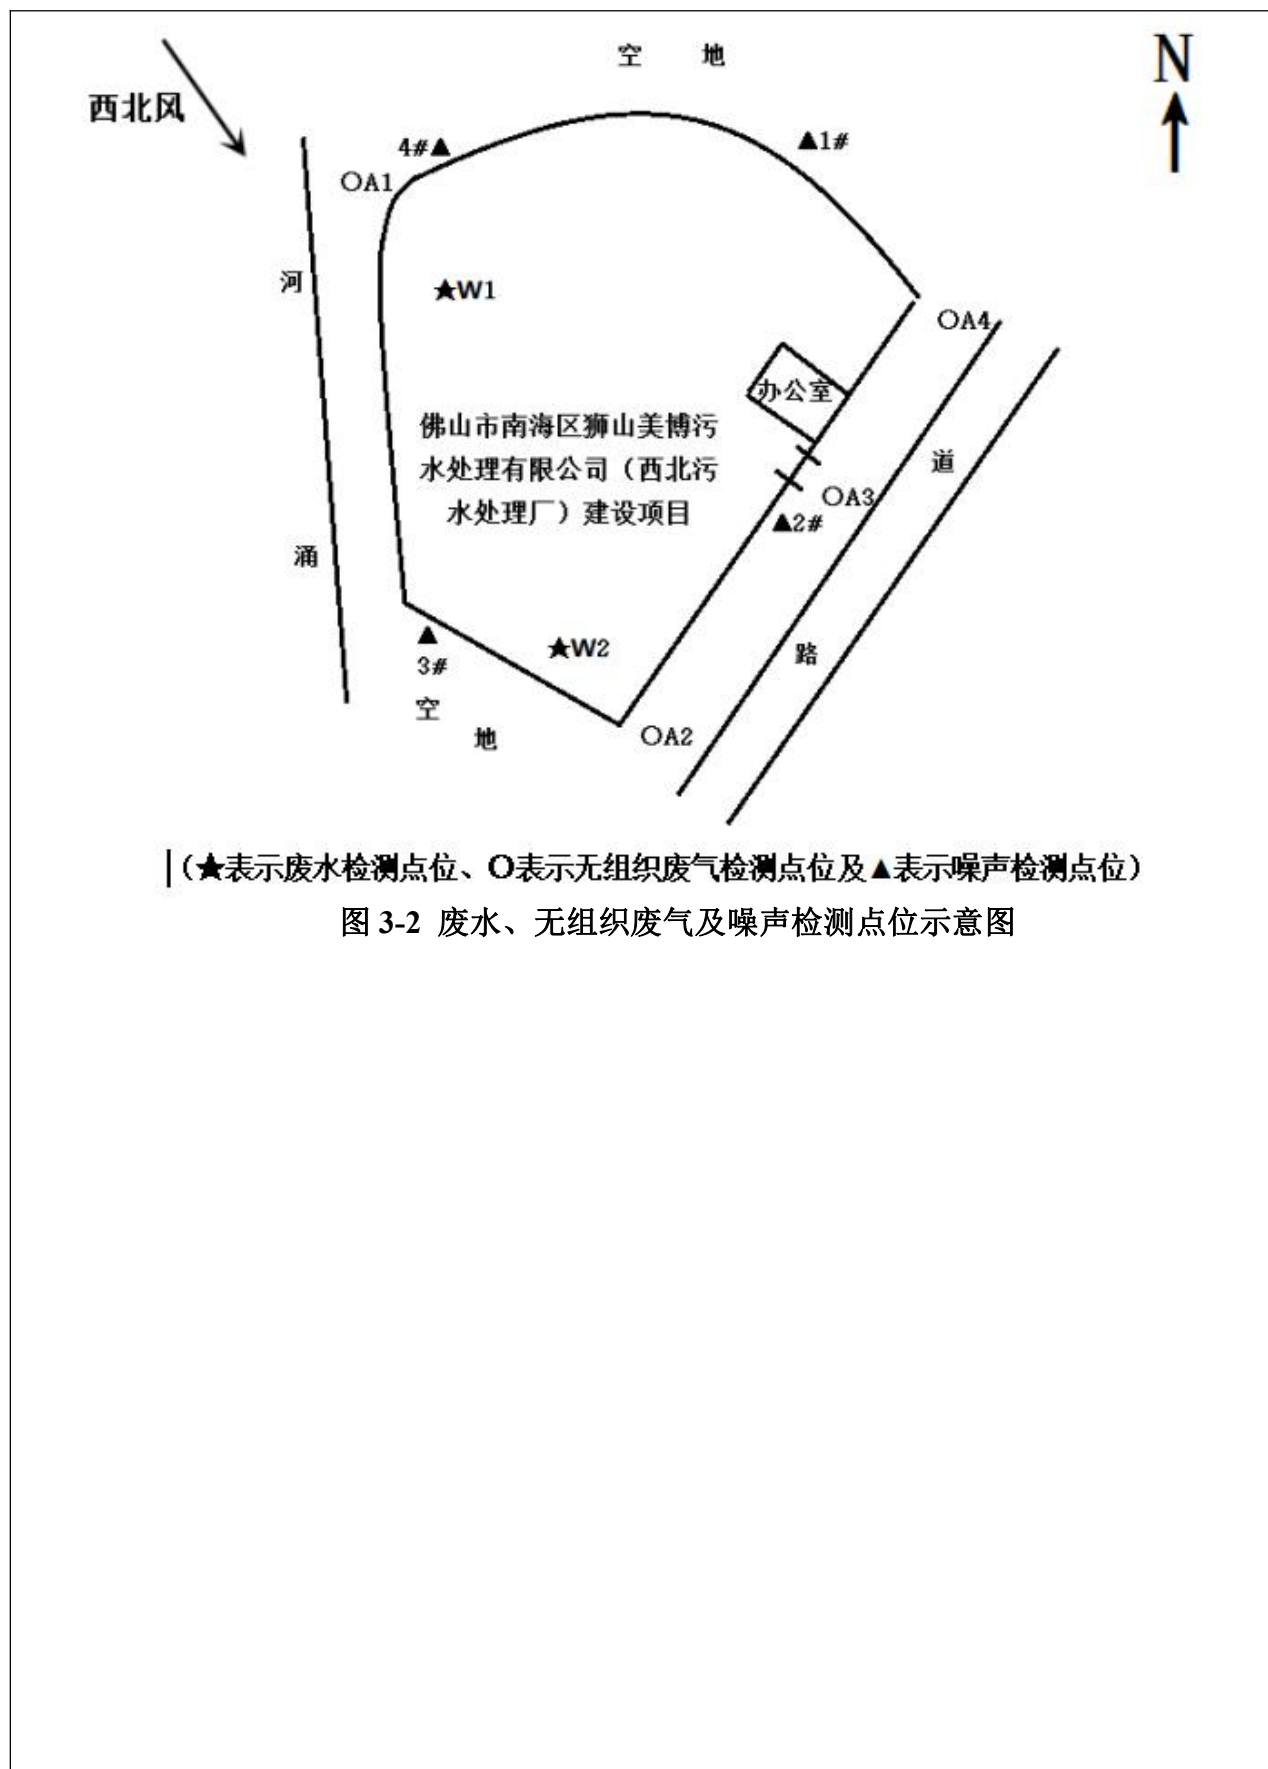 空 地
N
西北风
4#▲
▲1#
○A1
河
★W1
○A4
办公室
佛山市南海区狮山美博污
水处理有限公司（西北污
水处理厂）建设项目
道
○A3
▲2#
涌
▲
3#
★W2
路
空
地
○A2
（★表示废水检测点位、○表示无组织废气检测点位及▲表示噪声检测点位）
图 3-2 废水、无组织废气及噪声检测点位示意图